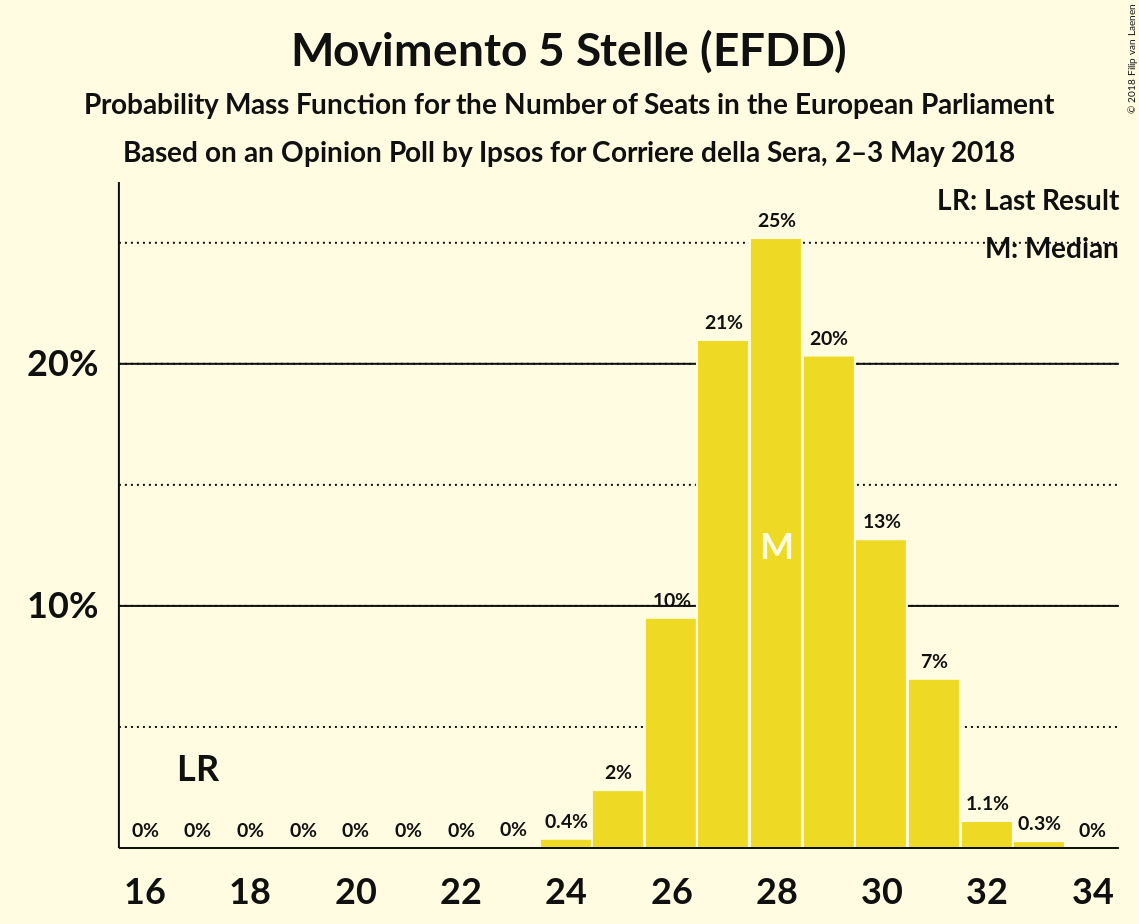 Movimento 5 Stelle (EFDD)
Probability Mass Function for the Number of Seats in the European Parliament
Based on an Opinion Poll by Ipsos for Corriere della Sera, 2–3 May 2018
© 2018 Filip van Laenen
LR: Last Result
M: Median
20%
10%
0%
0%
0%
0%
0%
0%
0%
0%
0.4%
2%
10%
21%
25%
20%
13%
7%
1.1%
0.3%
0%
LR
M
16 18 20 22 24 26 28 30 32 34